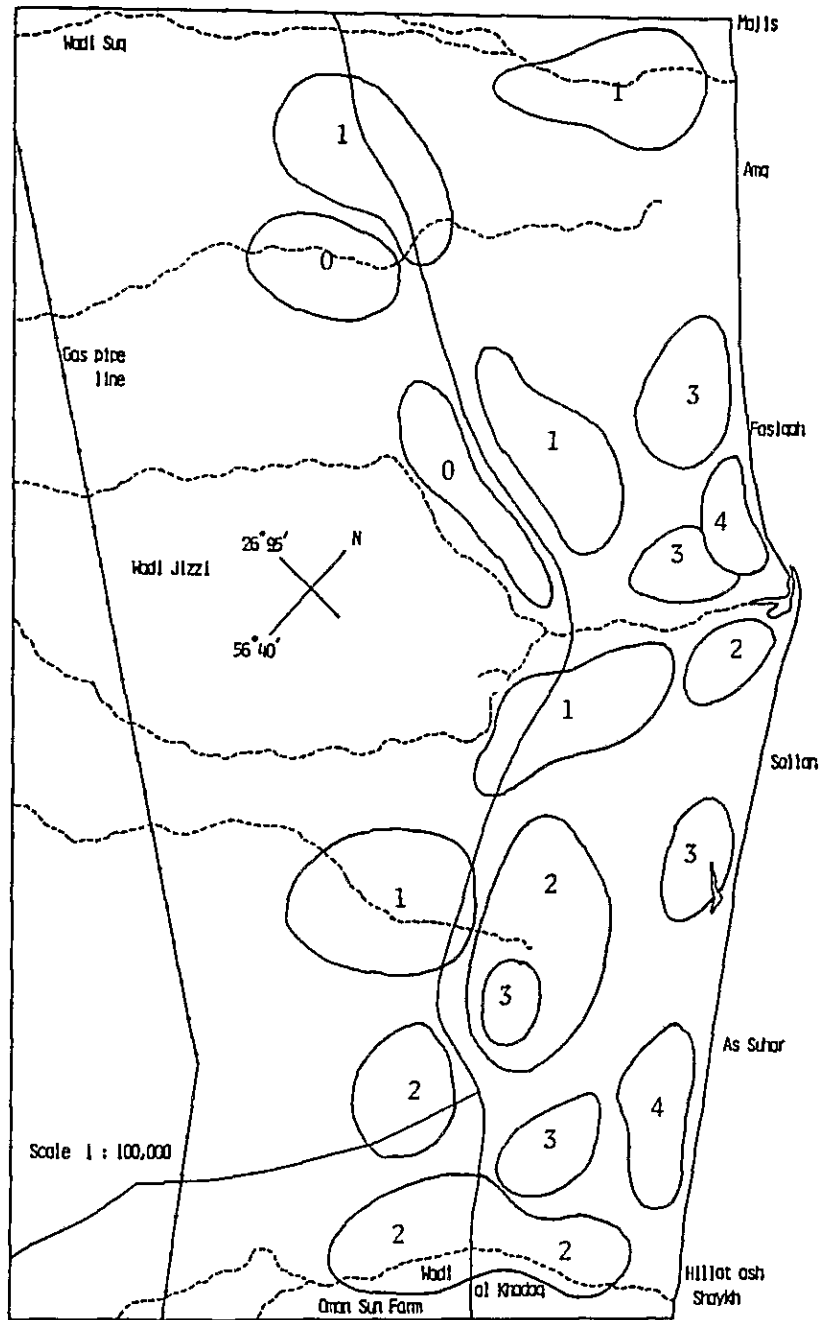 Majis
Wadi Suq
1
1
Amq
0
Gas pipe
line
3
1
Faslqah
0
4
26°95'
N
3
Wadi Jizzi
56°40'
2
1
Sallan
3
2
1
3
As Suhar
2
4
3
Scale 1 : 100,000
2
2
Wadi
al Khadaq
Hillat ash
Shaykh
Oman Sun Farm